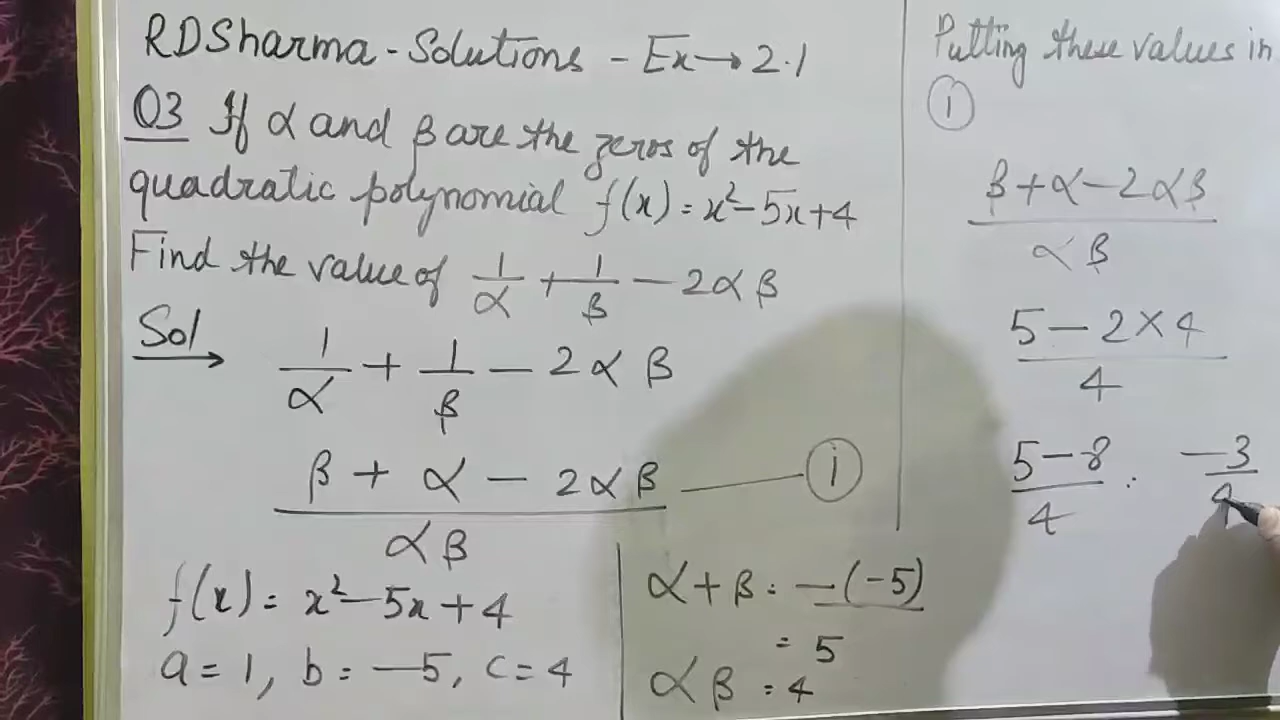 RDSharma - Solutions - Ex → 2.1
Q3 If α and β are the zeros of the
quadratic polynomial f(x) = x² - 5x + 4
Find the value of 1/α + 1/β - 2αβ
Sol →
1/α + 1/β - 2αβ
(β + α - 2αβ)/(αβ) — (i)
f(x) = x² - 5x + 4
a = 1, b = -5, c = 4
α + β = -(-5)
= 5
αβ = 4
Putting these values in
(i)
(β + α - 2αβ)/(αβ)
(5 - 2 × 4)/4
(5 - 8)/4 : -3/4